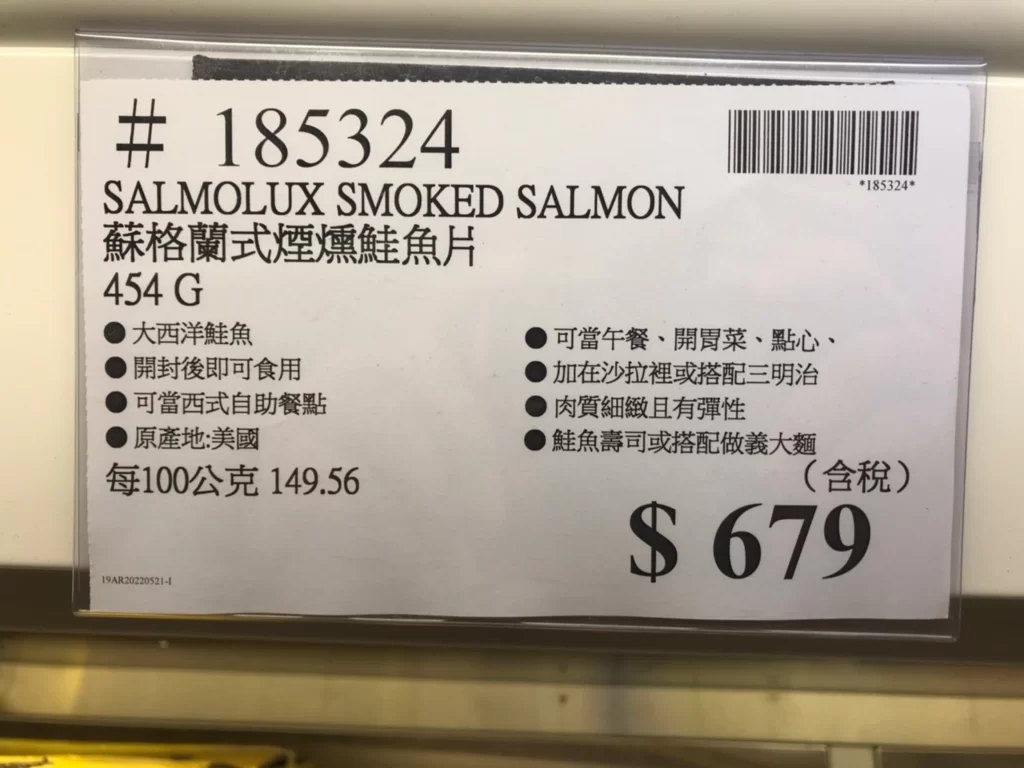 # 185324
*185324*
SALMOLUX SMOKED SALMON
蘇格蘭式煙燻鮭魚片
454 G
●大西洋鮭魚
●開封後即可食用
●可當西式自助餐點
●原產地:美國
●可當午餐、開胃菜、點心、
●加在沙拉裡或搭配三明治
●肉質細緻且有彈性
●鮭魚壽司或搭配做義大麵
每100公克 149.56
（含稅）
$ 679
19AR20220521-I